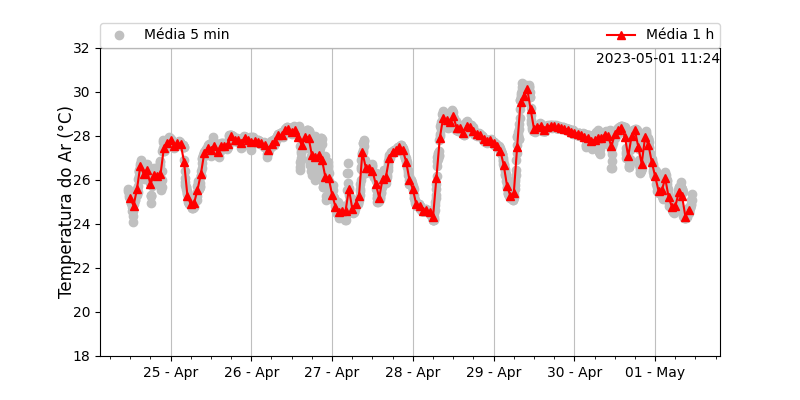 Média 5 min
Média 1 h
2023-05-01 11:24
Temperatura do Ar (°C)
32
30
28
26
24
22
20
18
25 - Apr
26 - Apr
27 - Apr
28 - Apr
29 - Apr
30 - Apr
01 - May